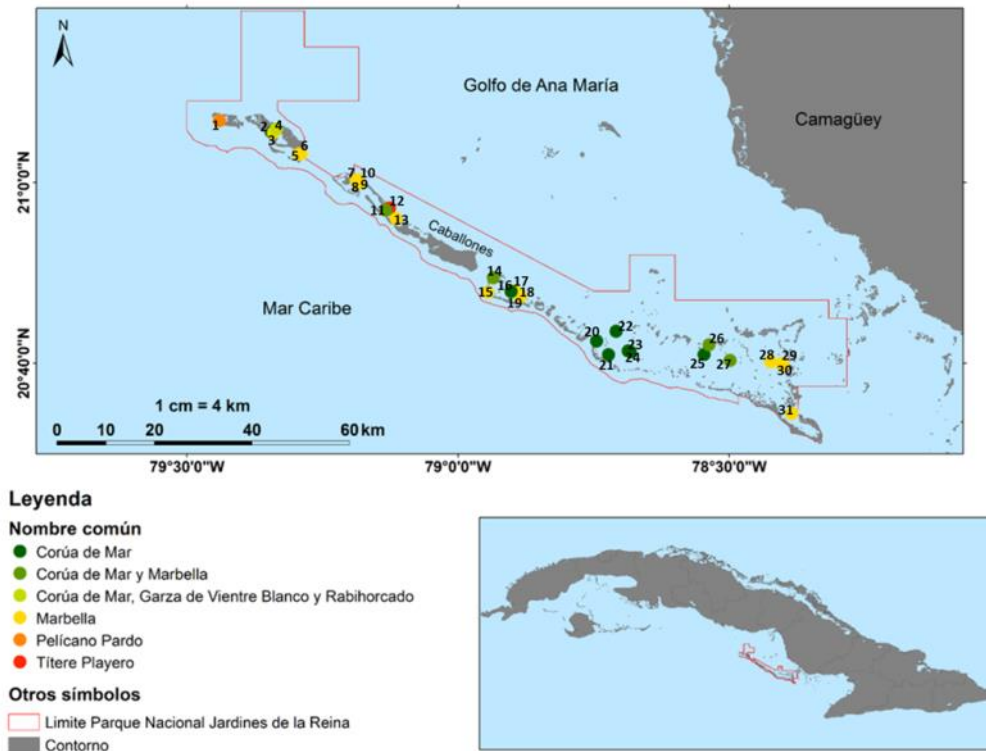 N
Golfo de Ana María
Camagüey
1
2
4
3
6
5
7
10
8
9
12
11
13
Caballones
Mar Caribe
14
17
16
15
18
19
20
22
23
21
24
26
25
27
28
29
30
31
21°0'0"N
20°40'0"N
1 cm = 4 km
0 10 20 40 60 km
79°30'0"W 79°0'0"W 78°30'0"W
Leyenda
Nombre común
Corúa de Mar
Corúa de Mar y Marbella
Corúa de Mar, Garza de Vientre Blanco y Rabihorcado
Marbella
Pelícano Pardo
Títere Playero
Otros símbolos
Limite Parque Nacional Jardines de la Reina
Contorno